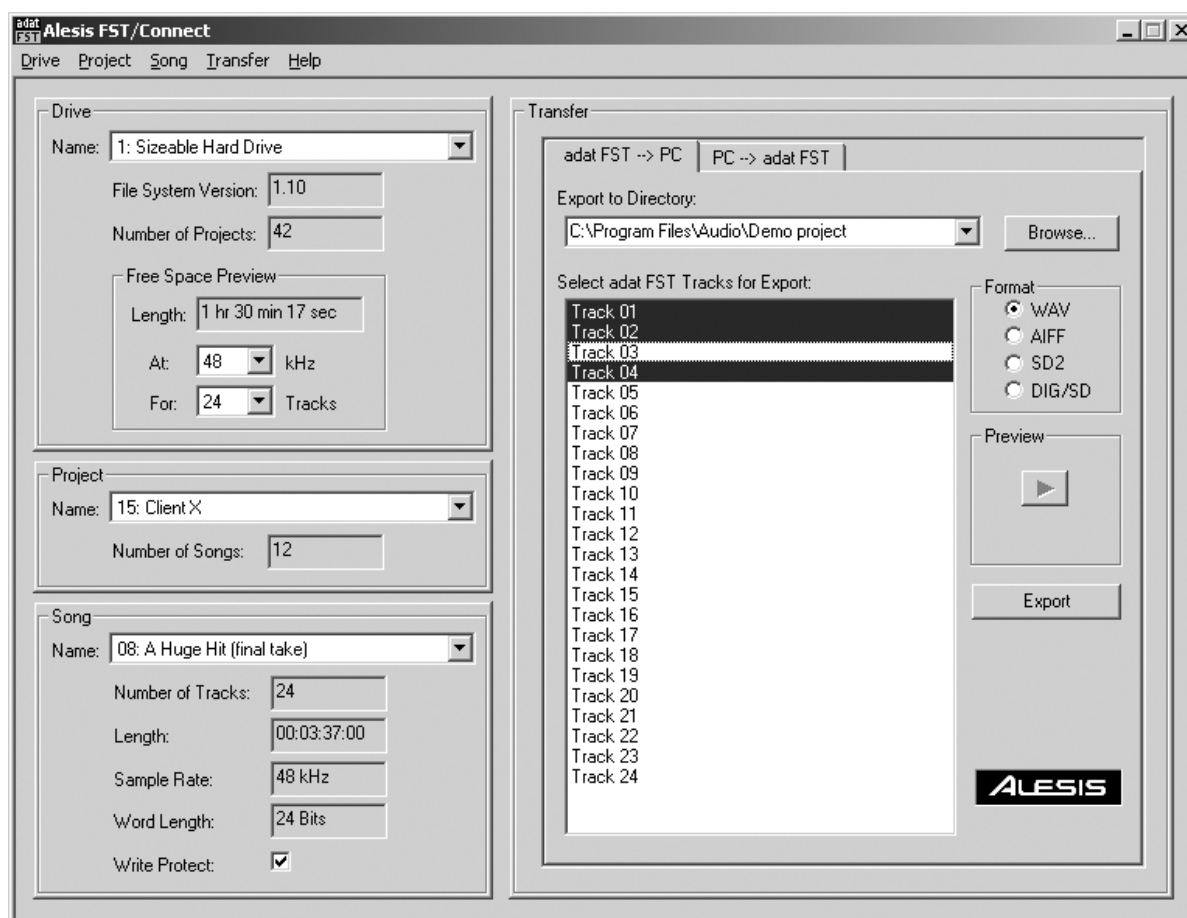 adat FST Alesis FST/Connect
Drive Project Song Transfer Help
Drive
Name: 1: Sizeable Hard Drive
File System Version: 1.10
Number of Projects: 42
Free Space Preview
Length: 1 hr 30 min 17 sec
At: 48 kHz
For: 24 Tracks
Project
Name: 15: Client X
Number of Songs: 12
Song
Name: 08: A Huge Hit (final take)
Number of Tracks: 24
Length: 00:03:37:00
Sample Rate: 48 kHz
Word Length: 24 Bits
Write Protect:
Transfer
adat FST --> PC PC --> adat FST
Export to Directory:
C:\Program Files\Audio\Demo project Browse...
Select adat FST Tracks for Export:
Track 01
Track 02
Track 03
Track 04
Track 05
Track 06
Track 07
Track 08
Track 09
Track 10
Track 11
Track 12
Track 13
Track 14
Track 15
Track 16
Track 17
Track 18
Track 19
Track 20
Track 21
Track 22
Track 23
Track 24
Format
WAV
AIFF
SD2
DIG/SD
Preview
Export
ALESIS